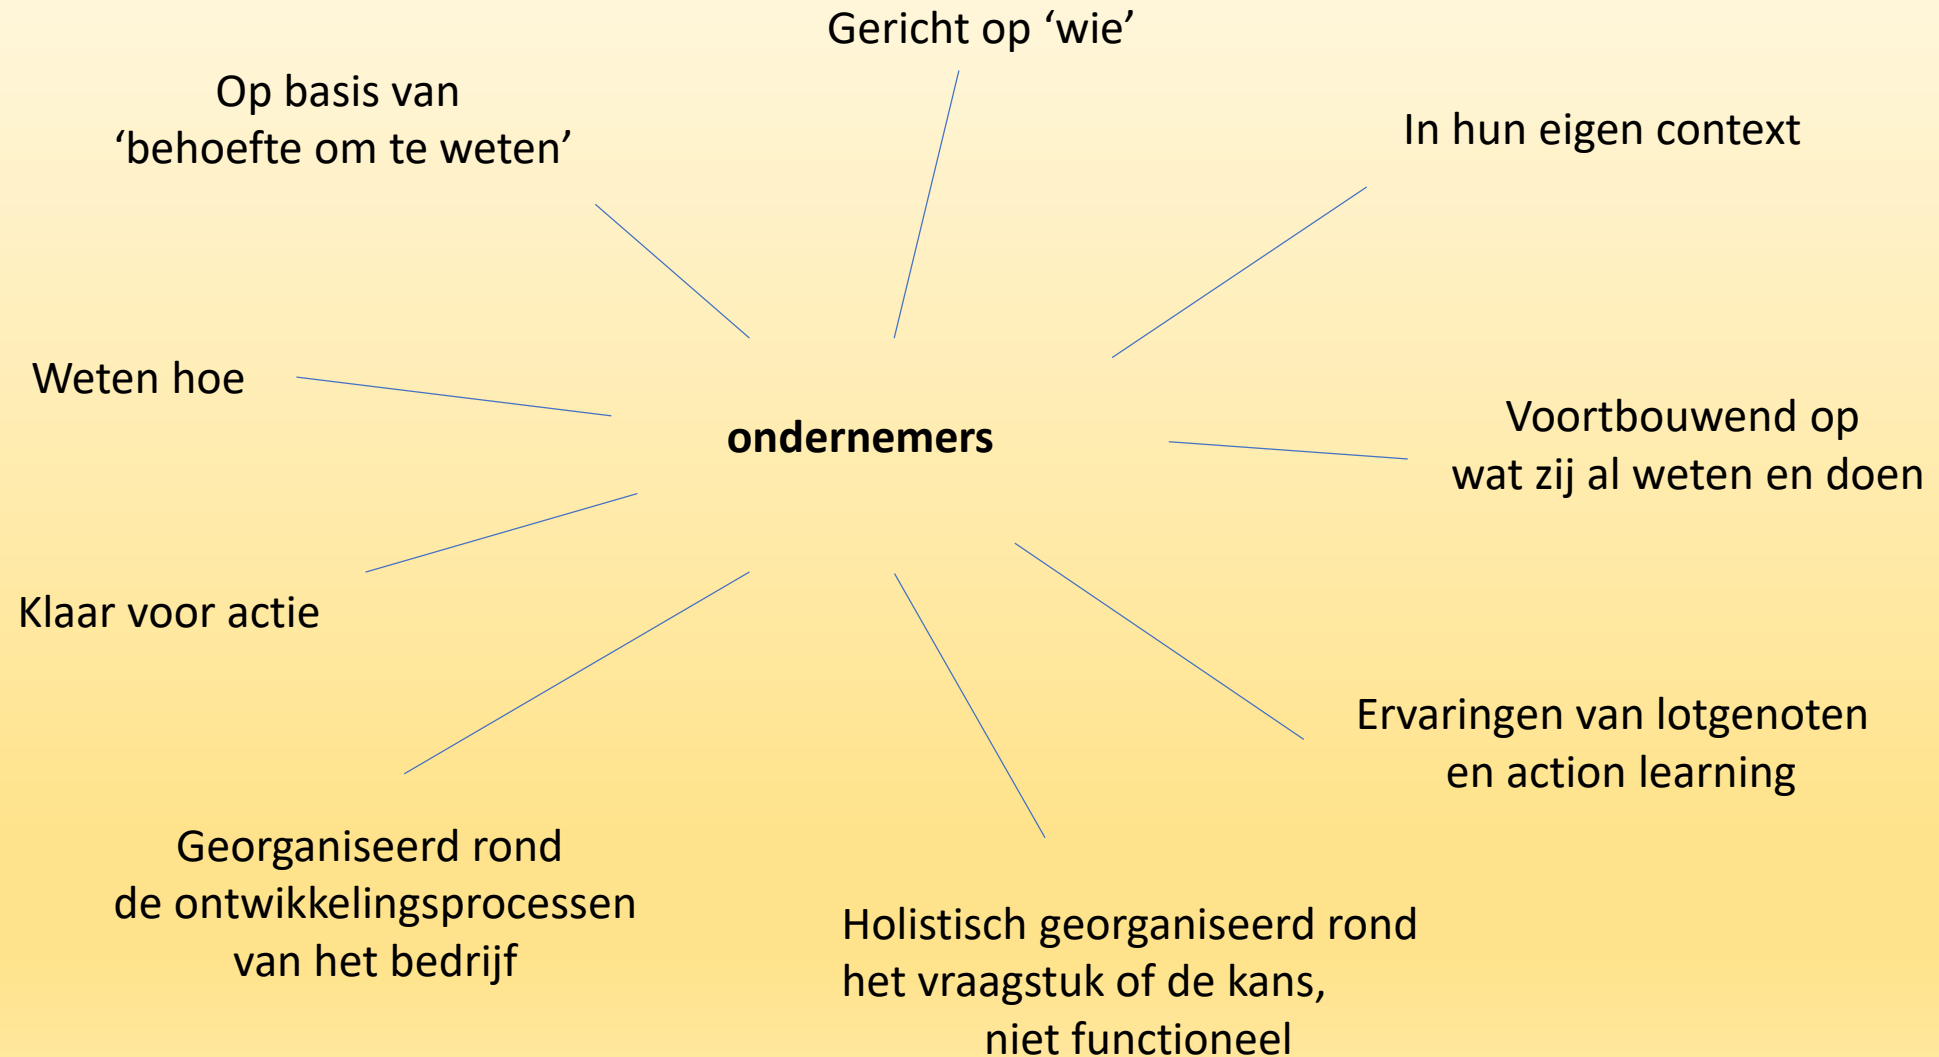 Gericht op ‘wie’
Op basis van
‘behoefte om te weten’
In hun eigen context
Weten hoe
ondernemers
Voortbouwend op
wat zij al weten en doen
Klaar voor actie
Ervaringen van lotgenoten
en action learning
Georganiseerd rond
de ontwikkelingsprocessen
van het bedrijf
Holistisch georganiseerd rond
het vraagstuk of de kans,
niet functioneel